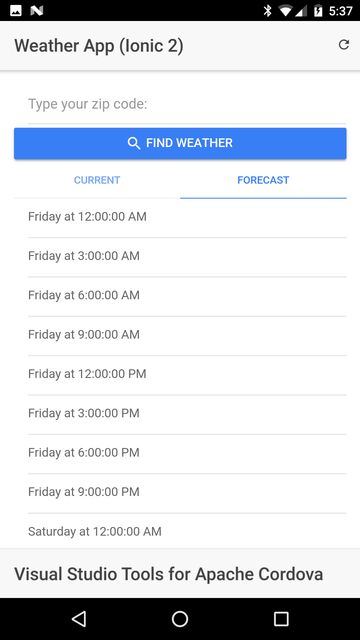 5:37
Weather App (Ionic 2)
Type your zip code:
FIND WEATHER
CURRENT FORECAST
Friday at 12:00:00 AM
Friday at 3:00:00 AM
Friday at 6:00:00 AM
Friday at 9:00:00 AM
Friday at 12:00:00 PM
Friday at 3:00:00 PM
Friday at 6:00:00 PM
Friday at 9:00:00 PM
Saturday at 12:00:00 AM
Visual Studio Tools for Apache Cordova